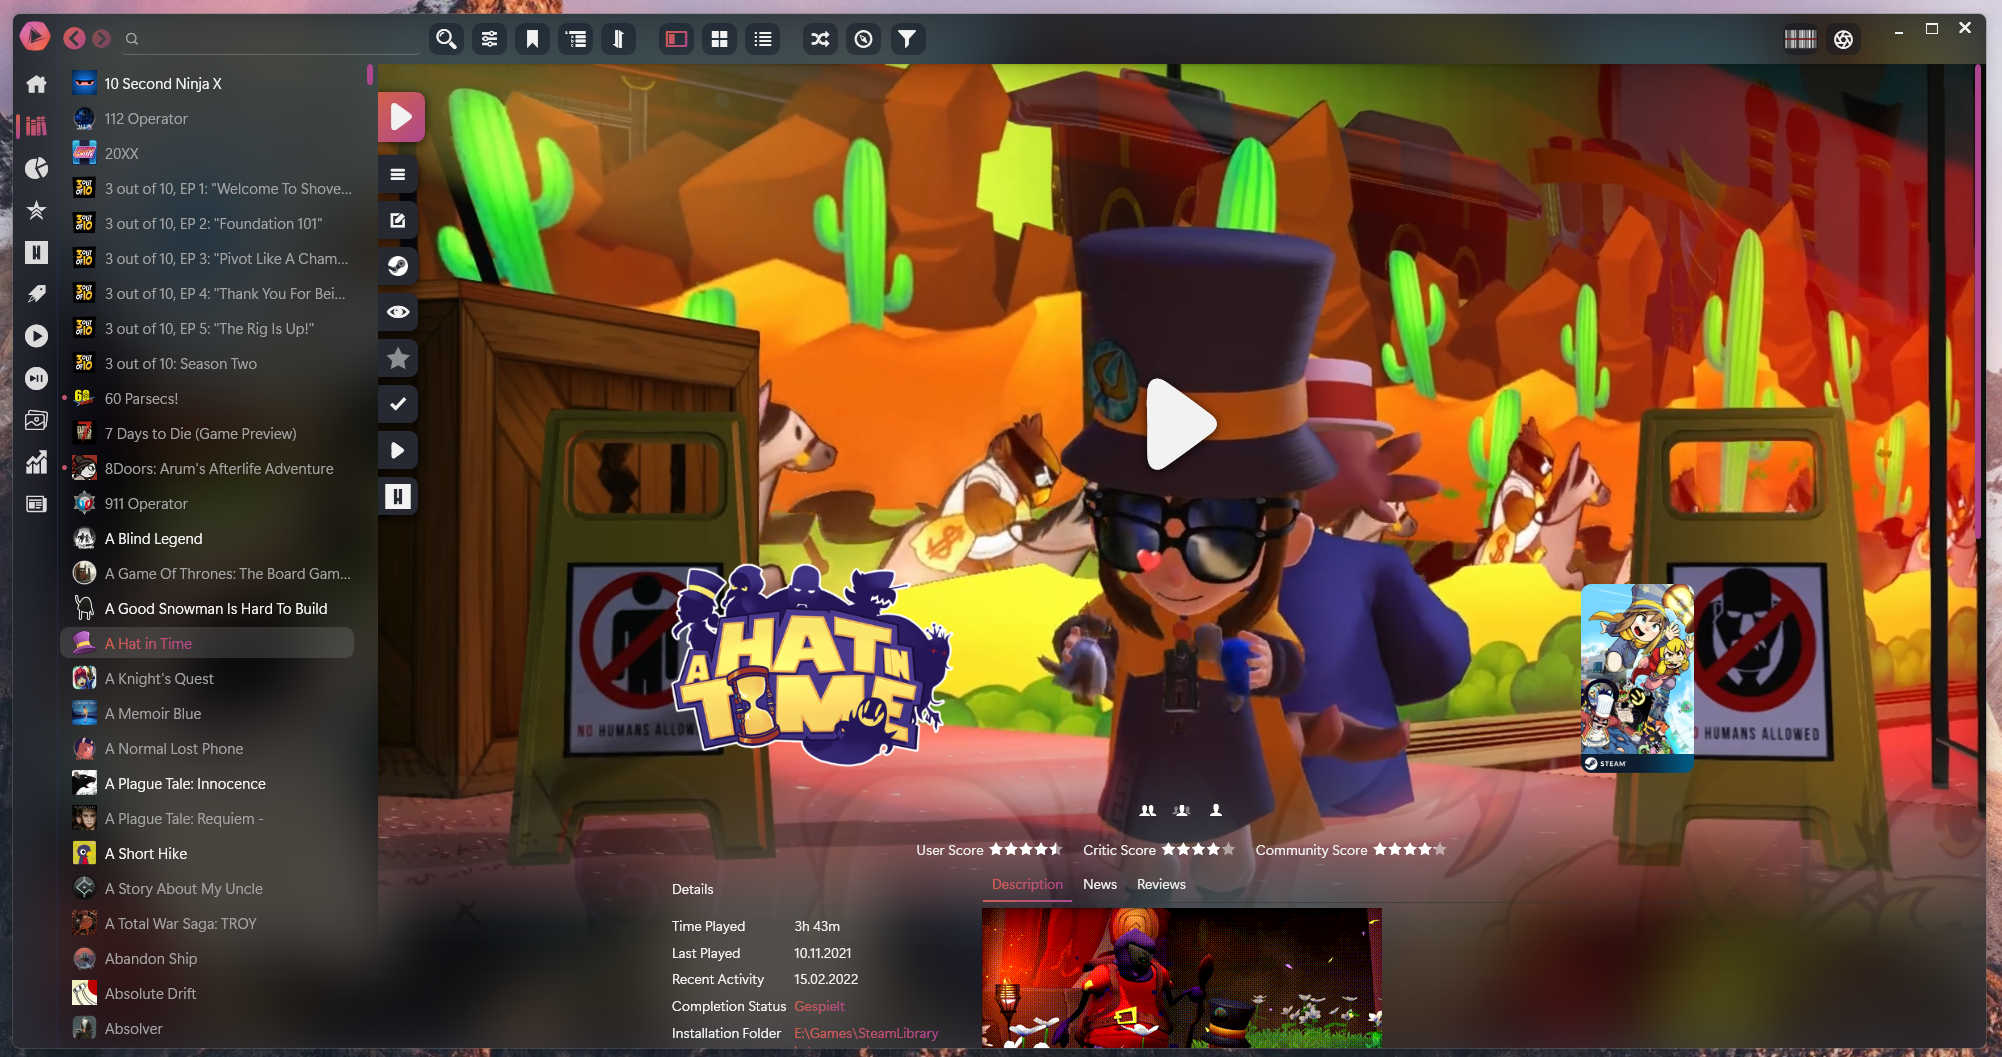 10 Second Ninja X
112 Operator
20XX
3 out of 10, EP 1: "Welcome To Shove...
3 out of 10, EP 2: "Foundation 101"
3 out of 10, EP 3: "Pivot Like A Cham...
3 out of 10, EP 4: "Thank You For Bei...
3 out of 10, EP 5: "The Rig Is Up!"
3 out of 10: Season Two
60 Parsecs!
7 Days to Die (Game Preview)
8Doors: Arum's Afterlife Adventure
911 Operator
A Blind Legend
A Game Of Thrones: The Board Gam...
A Good Snowman Is Hard To Build
A Hat in Time
A Knight's Quest
A Memoir Blue
A Normal Lost Phone
A Plague Tale: Innocence
A Plague Tale: Requiem -
A Short Hike
A Story About My Uncle
A Total War Saga: TROY
Abandon Ship
Absolute Drift
Absolver
NO HUMANS ALLOWED
A HAT IN TIME
HUMANS ALLOWED
STEAM
User Score
Critic Score
Community Score
Details
Time Played 3h 43m
Last Played 10.11.2021
Recent Activity 15.02.2022
Completion Status Gespielt
Installation Folder E:\Games\SteamLibrary
Description News Reviews